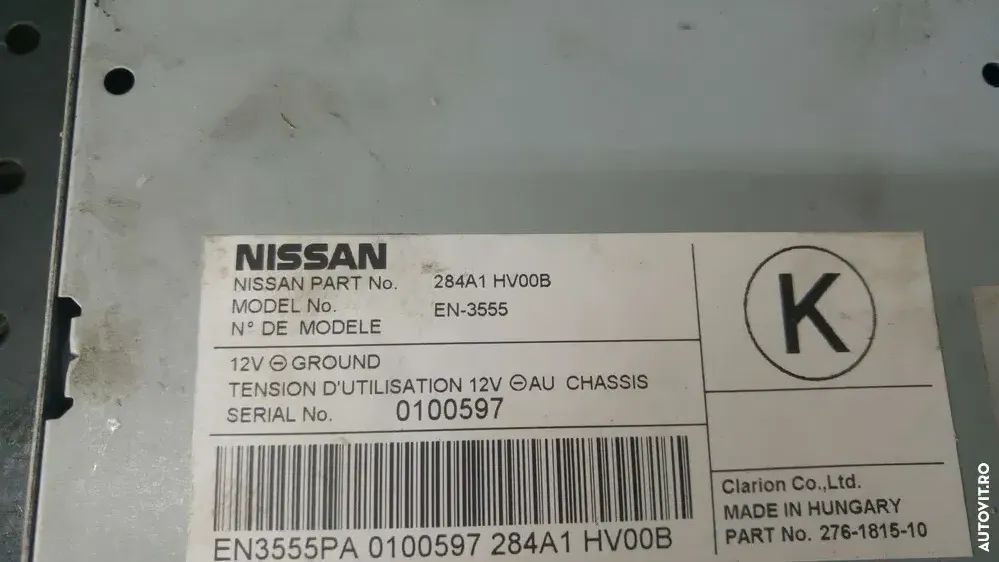 NISSAN
NISSAN PART No. 284A1 HV00B
MODEL No. EN-3555
N° DE MODELE
12V ⊖ GROUND
TENSION D'UTILISATION 12V ⊖ AU CHASSIS
SERIAL No. 0100597
EN3555PA 0100597 284A1 HV00B
K
Clarion Co.,Ltd.
MADE IN HUNGARY
PART No. 276-1815-10
AUTOVIT.RO